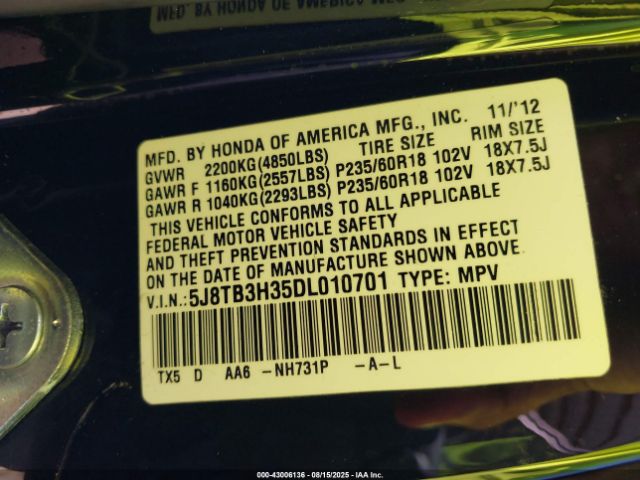 MFD. BY HONDA OF AMERICA MFG., INC. 11/'12
GVWR 2200KG(4850LBS) TIRE SIZE RIM SIZE
GAWR F 1160KG(2557LBS) P235/60R18 102V 18X7.5J
GAWR R 1040KG(2293LBS) P235/60R18 102V 18X7.5J
THIS VEHICLE CONFORMS TO ALL APPLICABLE
FEDERAL MOTOR VEHICLE SAFETY
AND THEFT PREVENTION STANDARDS IN EFFECT
ON THE DATE OF MANUFACTURE SHOWN ABOVE.
V.I.N.:5J8TB3H35DL010701 TYPE: MPV
TX5 D AA6 -NH731P -A-L
000-43006136 - 08/15/2025 - IAA Inc.